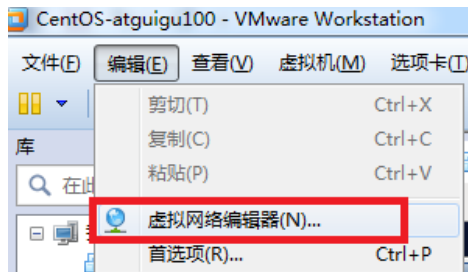 CentOS-atguigu100 - VMware Workstation
文件(F) 编辑(E) 查看(V) 虚拟机(M) 选项卡(T)
剪切(T) Ctrl+X
库 复制(C) Ctrl+C
在此 粘贴(P) Ctrl+V
虚拟网络编辑器(N)...
首选项(R)... Ctrl+P